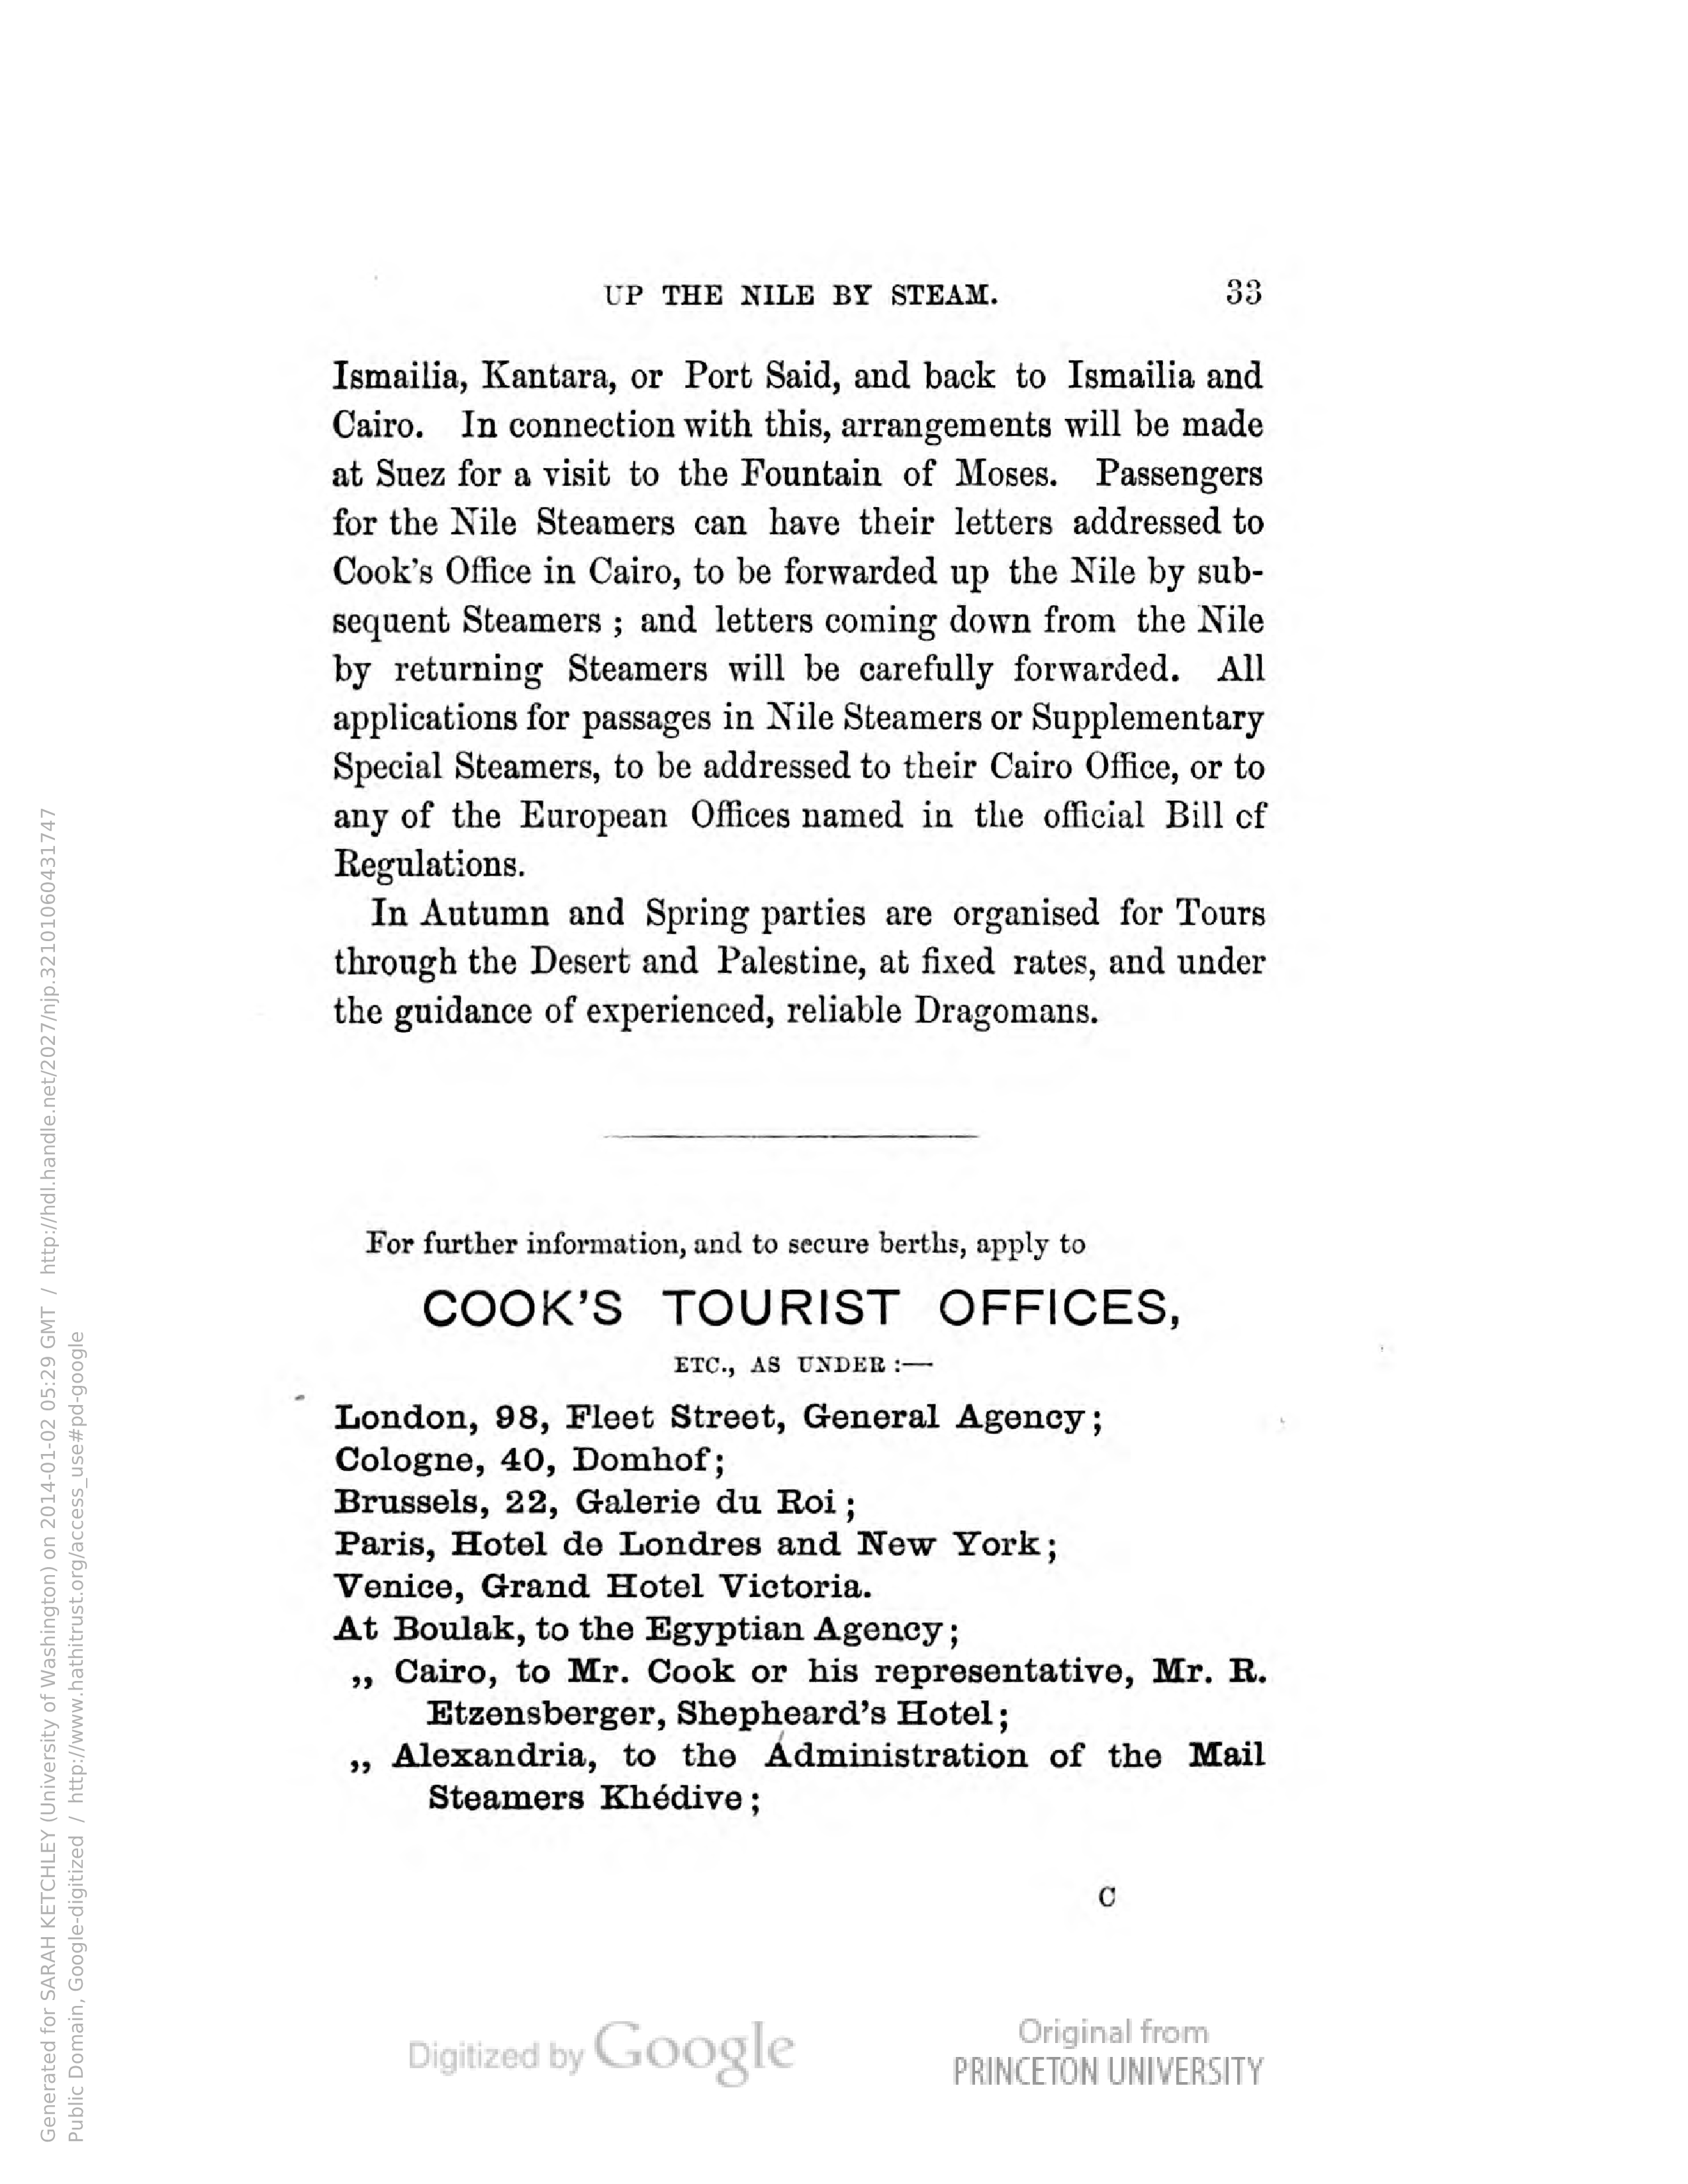 UP THE NILE BY STEAM. 33
Ismailia, Kantara, or Port Said, and back to Ismailia and
Cairo. In connection with this, arrangements will be made
at Suez for a visit to the Fountain of Moses. Passengers
for the Nile Steamers can have their letters addressed to
Cook's Office in Cairo, to be forwarded up the Nile by sub-
sequent Steamers ; and letters coming down from the Nile
by returning Steamers will be carefully forwarded. All
applications for passages in Nile Steamers or Supplementary
Special Steamers, to be addressed to their Cairo Office, or to
any of the European Offices named in the official Bill of
Regulations.
In Autumn and Spring parties are organised for Tours
through the Desert and Palestine, at fixed rates, and under
the guidance of experienced, reliable Dragomans.
For further information, and to secure berths, apply to
COOK'S TOURIST OFFICES,
ETC., AS UNDER :—
London, 98, Fleet Street, General Agency;
Cologne, 40, Domhof;
Brussels, 22, Galerie du Roi ;
Paris, Hotel de Londres and New York;
Venice, Grand Hotel Victoria.
At Boulak, to the Egyptian Agency;
„ Cairo, to Mr. Cook or his representative, Mr. R.
Etzensberger, Shepheard's Hotel;
„ Alexandria, to the Administration of the Mail
Steamers Khédive ;
C
Digitized by Google
Original from
PRINCETON UNIVERSITY
Generated for SARAH KETCHLEY (University of Washington) on 2014-01-02 05:29 GMT / http://hdl.handle.net/2027/njp.32101060431747
Public Domain, Google-digitized / http://www.hathitrust.org/access_use#pd-google